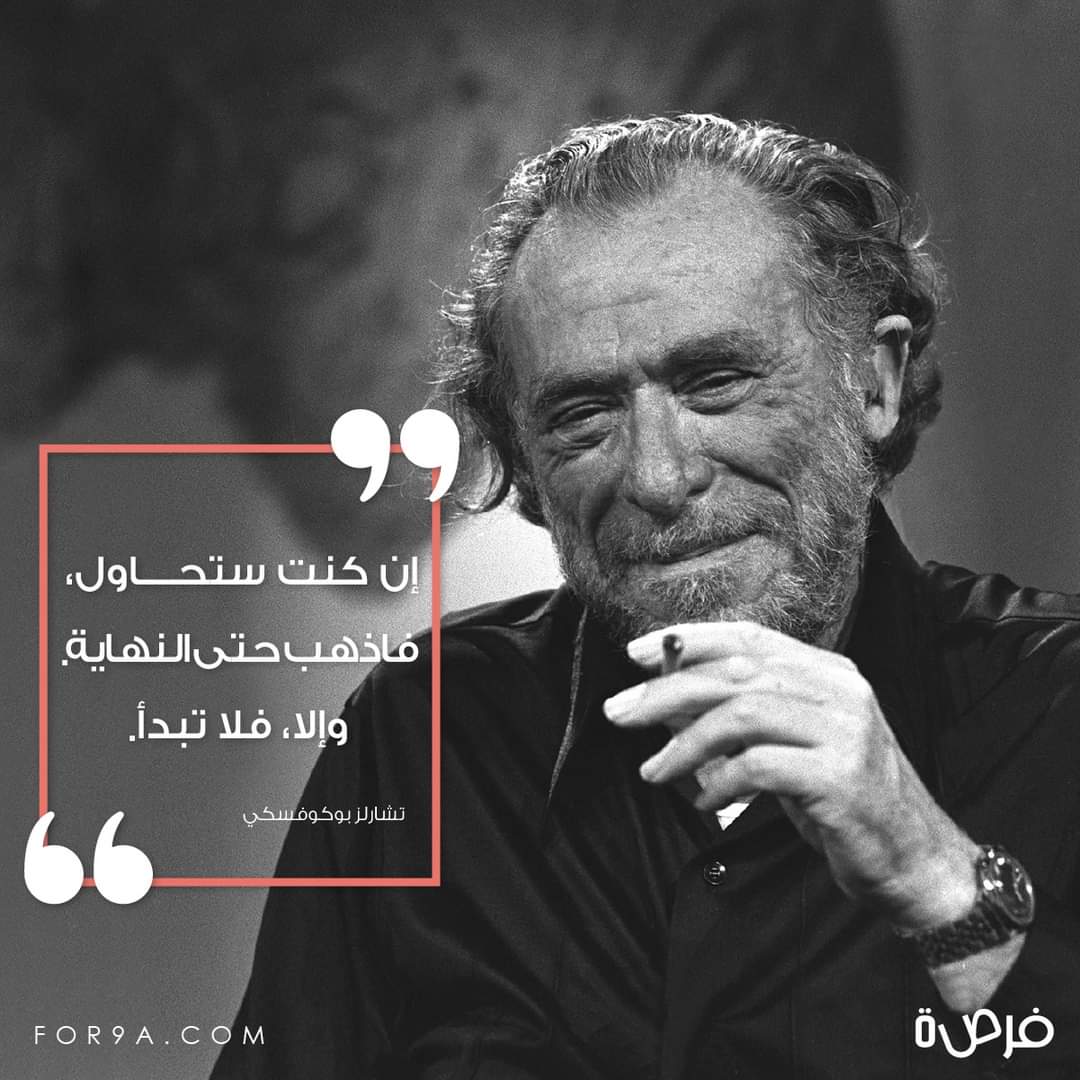 إن كنت ستحـــاول،
فاذهب حتى النهاية.
وإلا، فلا تبدأ.
تشارلز بوكوفسكي
FOR9A.COM
فرصة